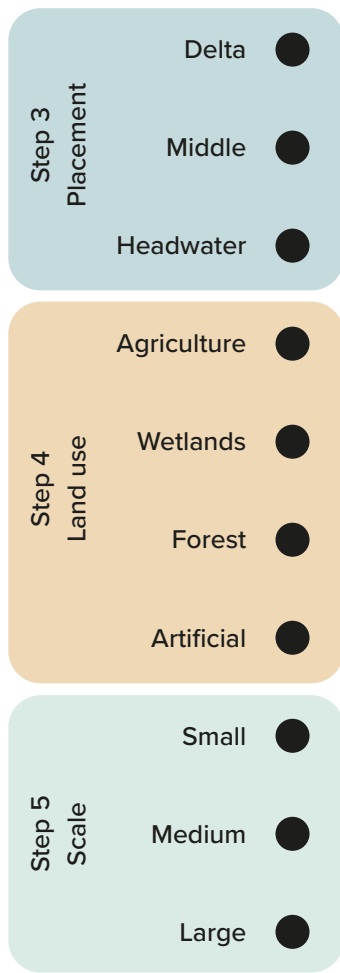 Step 3
Placement
Delta
Middle
Headwater
Step 4
Land use
Agriculture
Wetlands
Forest
Artificial
Step 5
Scale
Small
Medium
Large